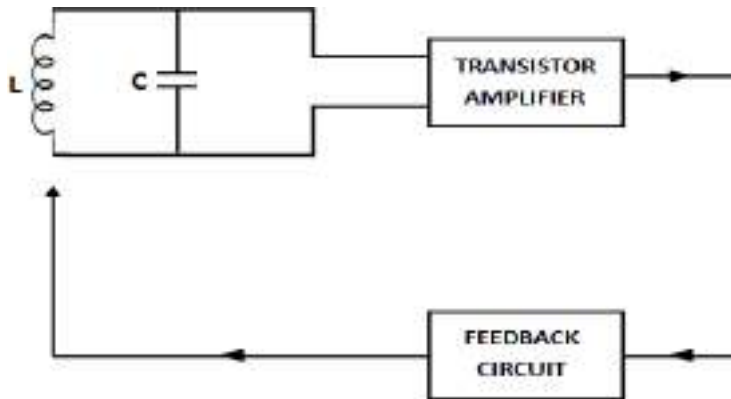 L
C
TRANSISTOR
AMPLIFIER
FEEDBACK
CIRCUIT